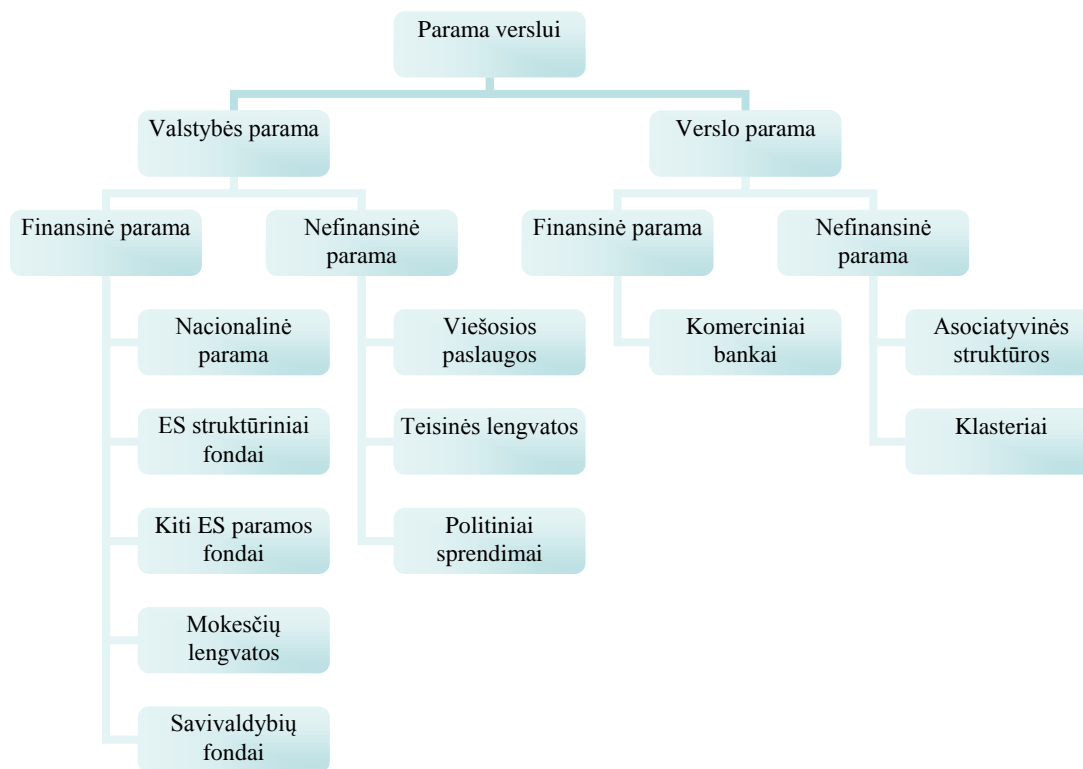 Parama verslui
Valstybės parama
Verslo parama
Finansinė parama
Nefinansinė
parama
Finansinė parama
Nefinansinė
parama
Nacionalinė
parama
Viešosios
paslaugos
Komerciniai
bankai
Asociatyvinės
struktūros
ES struktūriniai
fondai
Teisinės lengvatos
Klasteriai
Kiti ES paramos
fondai
Politiniai
sprendimai
Mokesčių
lengvatos
Savivaldybių
fondai